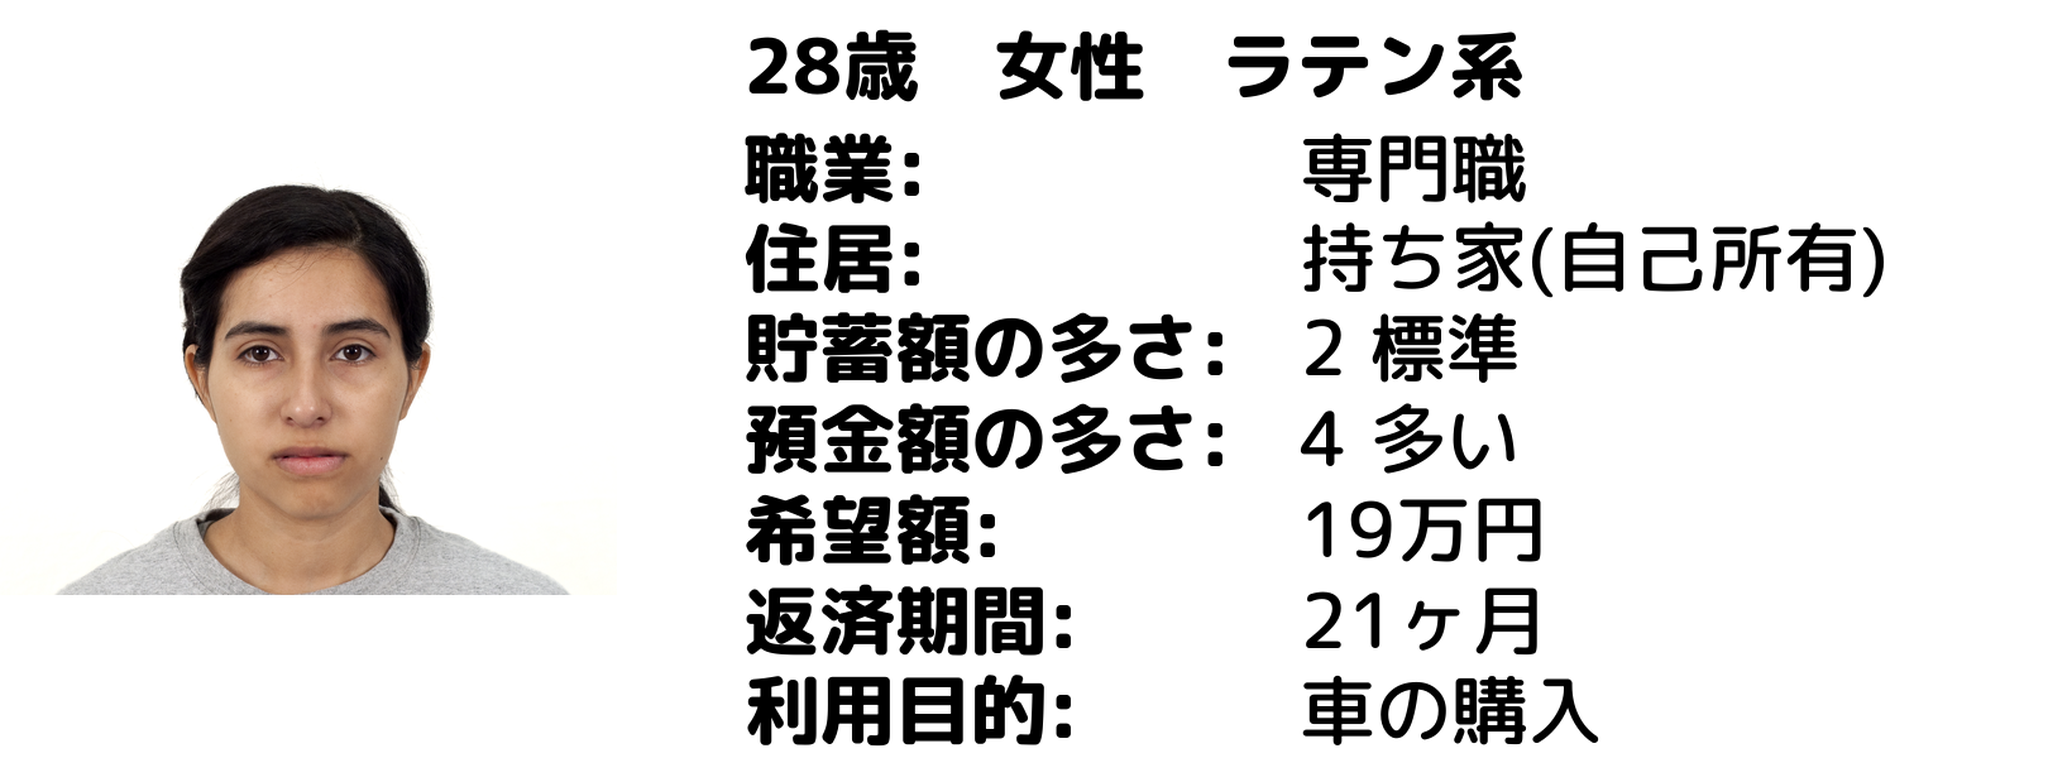 28歳　女性　ラテン系
職業: 専門職
住居: 持ち家(自己所有)
貯蓄額の多さ: 2 標準
預金額の多さ: 4 多い
希望額: 19万円
返済期間: 21ヶ月
利用目的: 車の購入